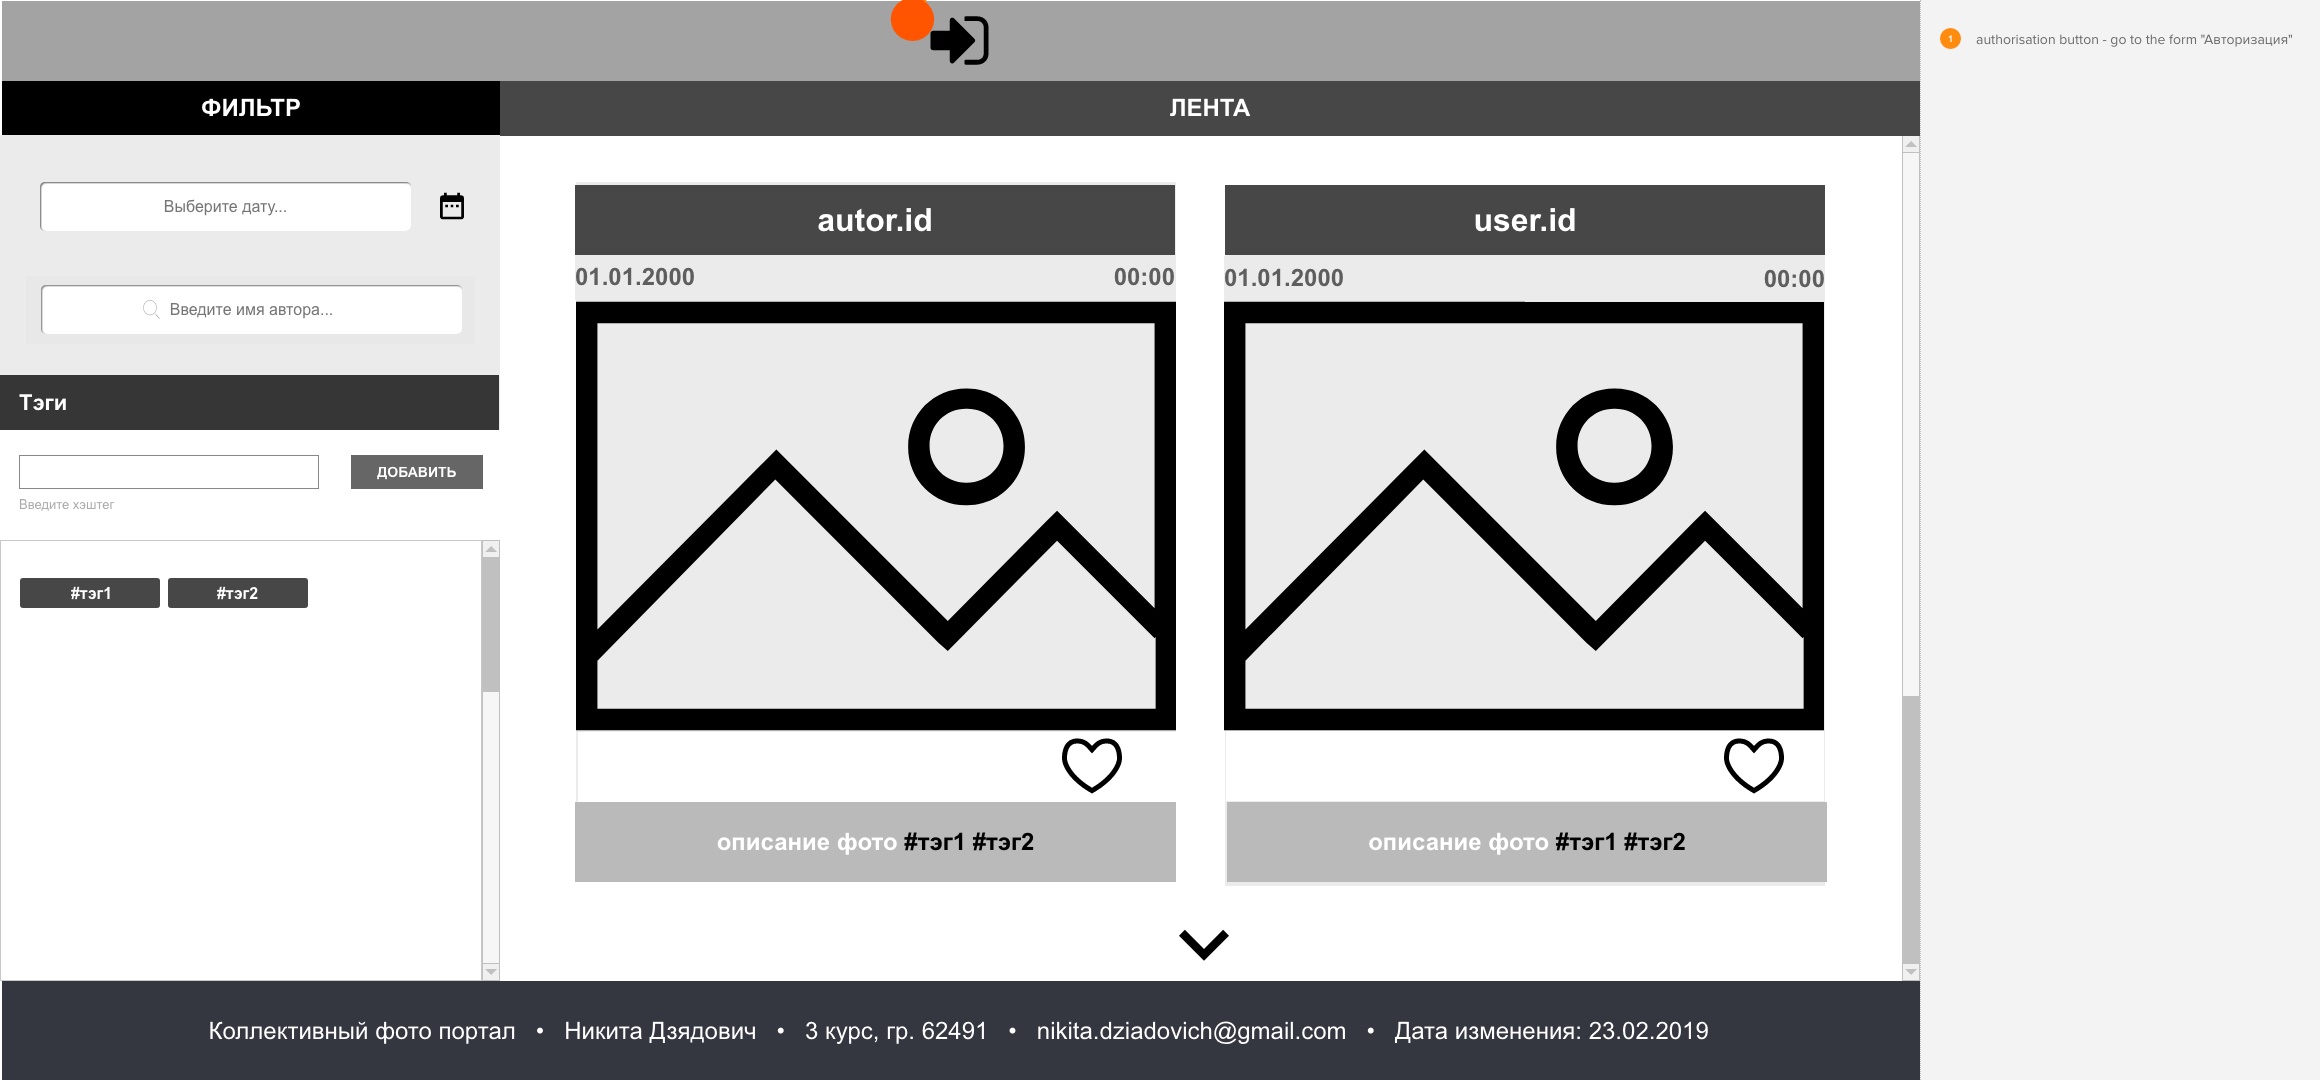 1 authorisation button - go to the form "Авторизация"
ФИЛЬТР
ЛЕНТА
Выберите дату...
Введите имя автора...
Тэги
ДОБАВИТЬ
Введите хэштег
#тэг1 #тэг2
autor.id
01.01.2000 00:00
описание фото #тэг1 #тэг2
user.id
01.01.2000 00:00
описание фото #тэг1 #тэг2
Коллективный фото портал • Никита Дзядович • 3 курс, гр. 62491 • nikita.dziadovich@gmail.com • Дата изменения: 23.02.2019